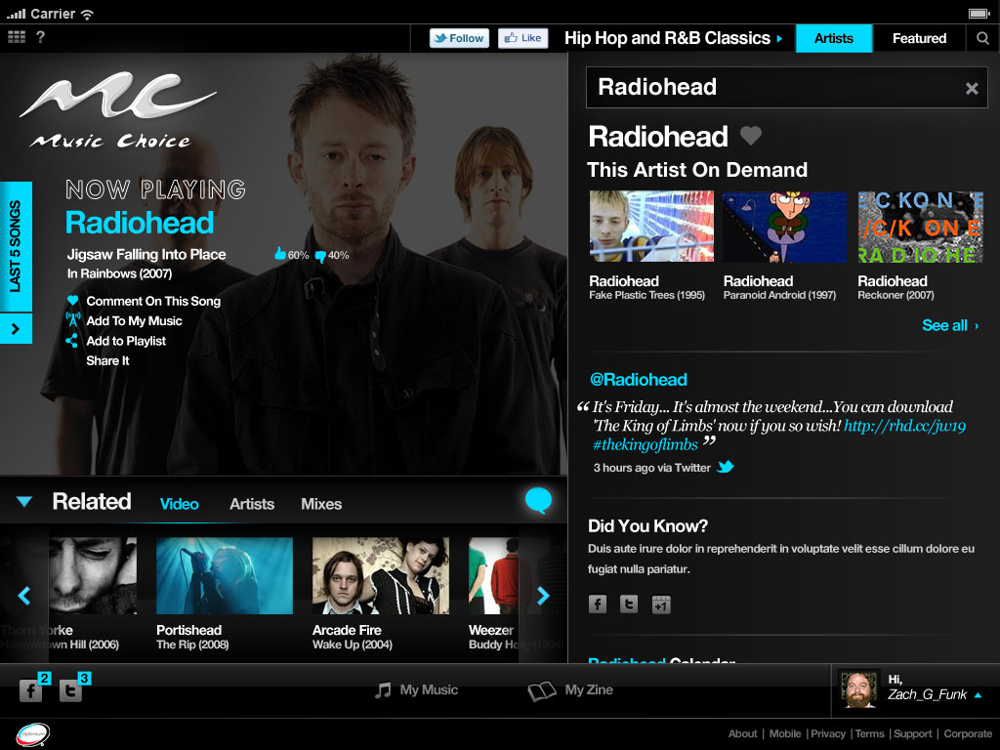 Carrier
?
Follow
Like
Hip Hop and R&B Classics
Artists
Featured
MC
Music Choice
LAST 5 SONGS
NOW PLAYING
Radiohead
Jigsaw Falling Into Place
60% 40%
In Rainbows (2007)
Comment On This Song
Add To My Music
Add to Playlist
Share It
Radiohead
Radiohead
This Artist On Demand
C KO N E
/C/K ON E
RA D IO HE
Radiohead
Fake Plastic Trees (1995)
Radiohead
Paranoid Android (1997)
Radiohead
Reckoner (2007)
See all ›
@Radiohead
“ It's Friday... It's almost the weekend...You can download
'The King of Limbs' now if you so wish! http://rhd.cc/jw19
#thekingoflimbs ”
3 hours ago via Twitter
Did You Know?
Duis aute irure dolor in reprehenderit in voluptate velit esse cillum dolore eu
fugiat nulla pariatur.
f t +1
Radiohead Calendar
Related
Video
Artists
Mixes
Thom Yorke
Harrowdown Hill (2006)
Portishead
The Rip (2008)
Arcade Fire
Wake Up (2004)
Weezer
Buddy Holly (1994)
f 2
t 3
My Music
My Zine
Hi,
Zach_G_Funk
optimum
About | Mobile | Privacy | Terms | Support | Corporate